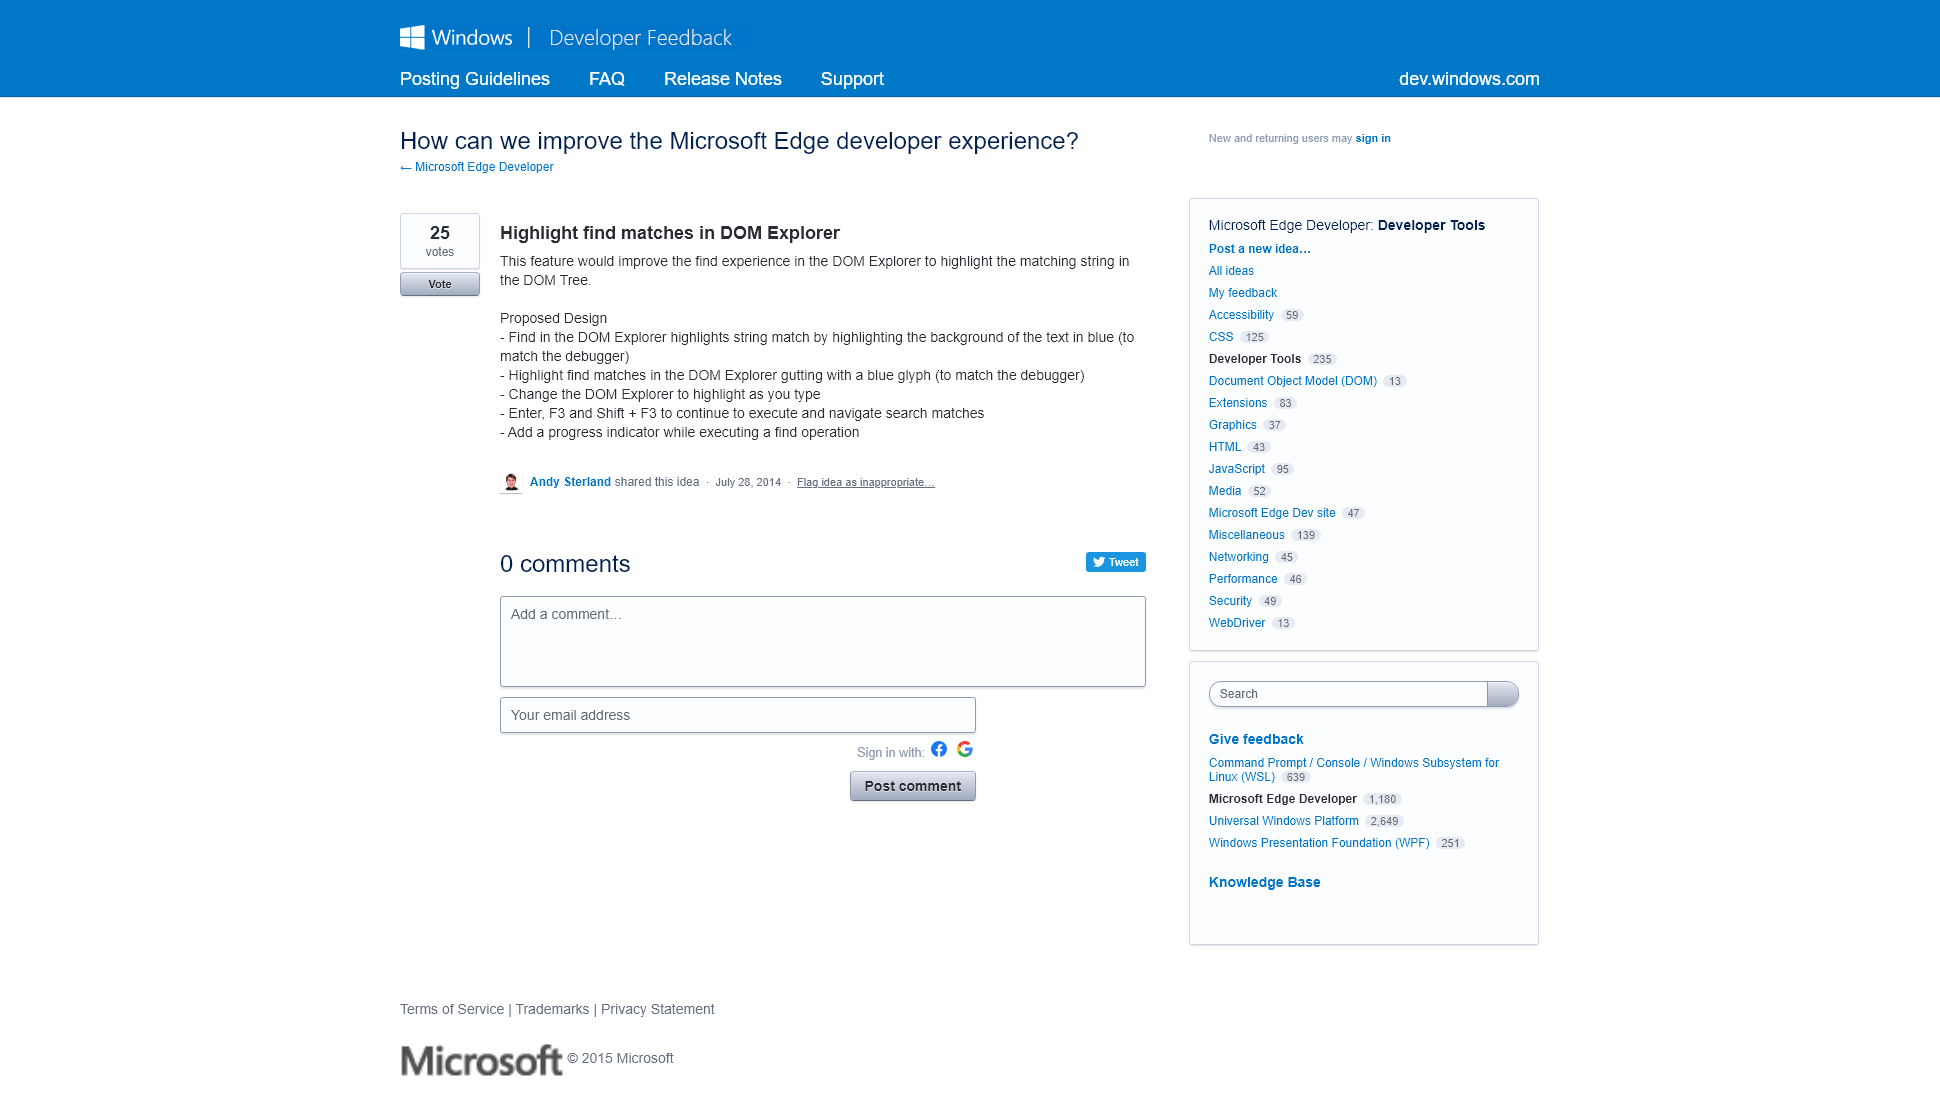 Windows | Developer Feedback
Posting Guidelines FAQ Release Notes Support dev.windows.com
How can we improve the Microsoft Edge developer experience?
← Microsoft Edge Developer
New and returning users may sign in
25
votes
Vote
Highlight find matches in DOM Explorer
This feature would improve the find experience in the DOM Explorer to highlight the matching string in
the DOM Tree.
Proposed Design
- Find in the DOM Explorer highlights string match by highlighting the background of the text in blue (to
match the debugger)
- Highlight find matches in the DOM Explorer gutting with a blue glyph (to match the debugger)
- Change the DOM Explorer to highlight as you type
- Enter, F3 and Shift + F3 to continue to execute and navigate search matches
- Add a progress indicator while executing a find operation
Andy Sterland shared this idea · July 28, 2014 · Flag idea as inappropriate…
0 comments
Tweet
Add a comment…
Your email address
Sign in with:
Post comment
Microsoft Edge Developer: Developer Tools
Post a new idea…
All ideas
My feedback
Accessibility 59
CSS 125
Developer Tools 235
Document Object Model (DOM) 13
Extensions 83
Graphics 37
HTML 43
JavaScript 95
Media 52
Microsoft Edge Dev site 47
Miscellaneous 139
Networking 45
Performance 46
Security 49
WebDriver 13
Search
Give feedback
Command Prompt / Console / Windows Subsystem for
Linux (WSL) 639
Microsoft Edge Developer 1,180
Universal Windows Platform 2,649
Windows Presentation Foundation (WPF) 251
Knowledge Base
Terms of Service | Trademarks | Privacy Statement
Microsoft © 2015 Microsoft